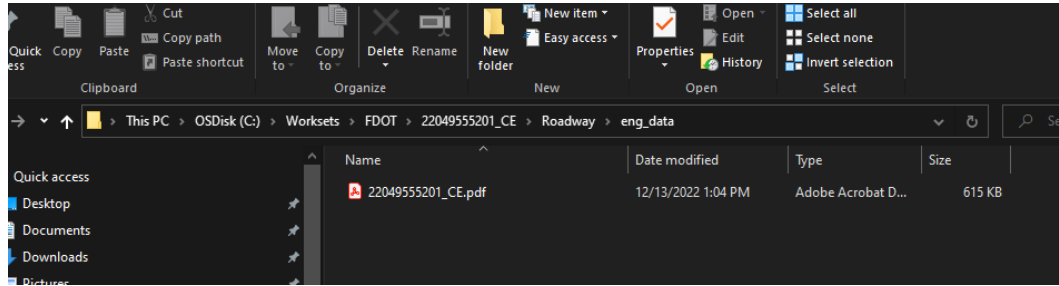 Cut
Copy path
Paste shortcut
Quick
ess
Copy
Paste
Clipboard
Move
to
Copy
to
Delete
Rename
Organize
New
folder
New item
Easy access
New
Properties
Open
Edit
History
Open
Select all
Select none
Invert selection
Select
This PC > OSDisk (C:) > Worksets > FDOT > 22049555201_CE > Roadway > eng_data
Se
Name Date modified Type Size
Quick access
22049555201_CE.pdf 12/13/2022 1:04 PM Adobe Acrobat D... 615 KB
Desktop
Documents
Downloads
Pictures